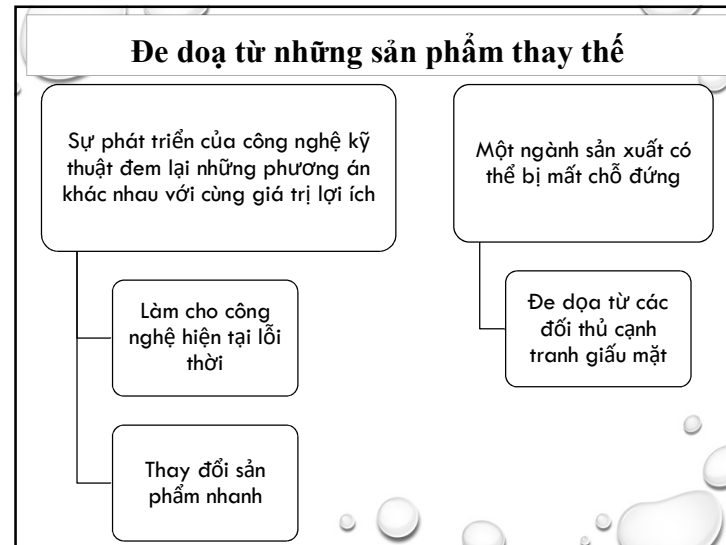 Đe doạ từ những sản phẩm thay thế
Sự phát triển của công nghệ kỹ
thuật đem lại những phương án
khác nhau với cùng giá trị lợi ích
Làm cho công
nghệ hiện tại lỗi
thời
Thay đổi sản
phẩm nhanh
Một ngành sản xuất có
thể bị mất chỗ đứng
Đe dọa từ các
đối thủ cạnh
tranh giấu mặt